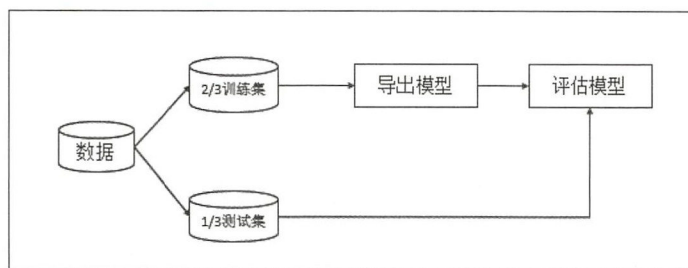 2/3训练集
导出模型
评估模型
数据
1/3测试集